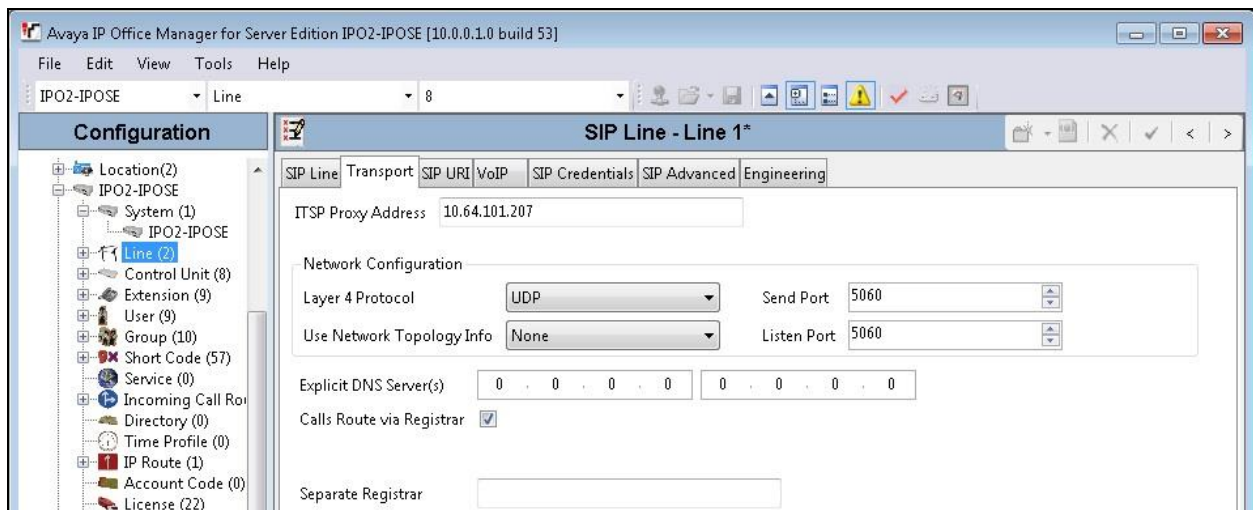 Avaya IP Office Manager for Server Edition IPO2-IPOSE [10.0.0.1.0 build 53]
File Edit View Tools Help
IPO2-IPOSE Line 8
Configuration
SIP Line - Line 1*
Location(2)
IPO2-IPOSE
System (1)
IPO2-IPOSE
Line (2)
Control Unit (8)
Extension (9)
User (9)
Group (10)
Short Code (57)
Service (0)
Incoming Call Rou
Directory (0)
Time Profile (0)
IP Route (1)
Account Code (0)
License (22)
SIP Line Transport SIP URI VoIP SIP Credentials SIP Advanced Engineering
ITSP Proxy Address 10.64.101.207
Network Configuration
Layer 4 Protocol UDP Send Port 5060
Use Network Topology Info None Listen Port 5060
Explicit DNS Server(s) 0 . 0 . 0 . 0 0 . 0 . 0 . 0
Calls Route via Registrar
Separate Registrar